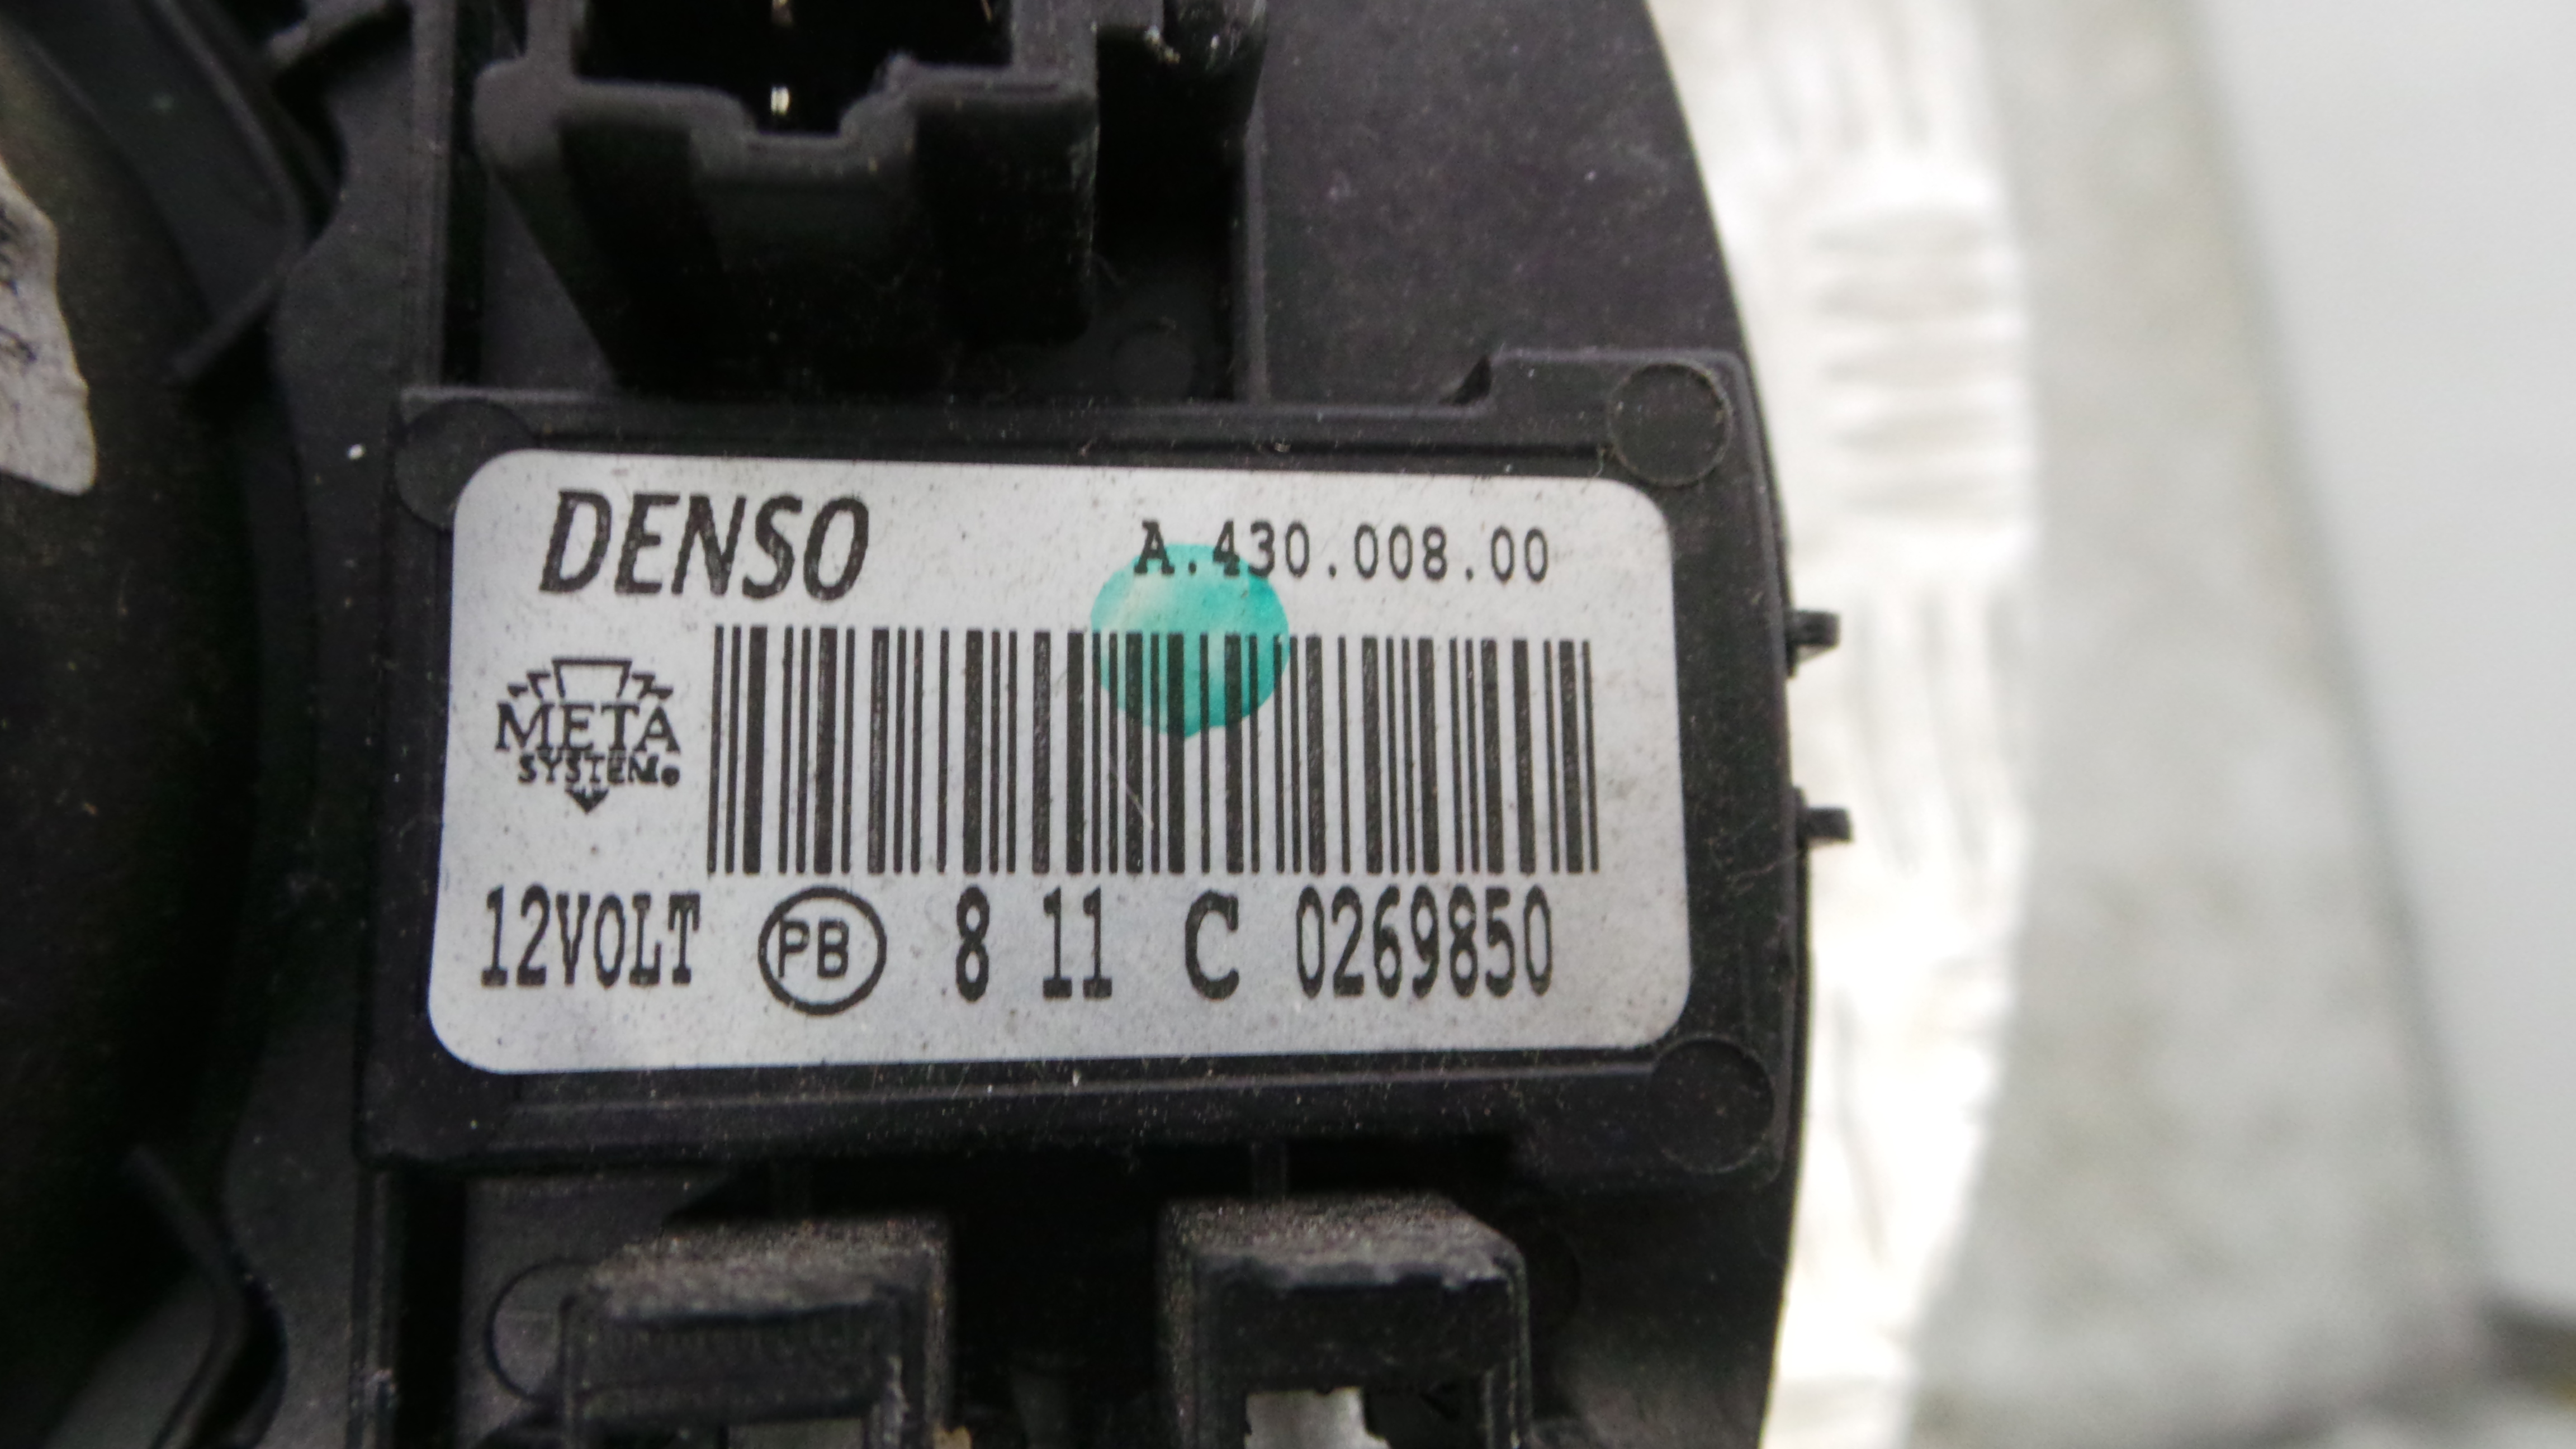 DENSO A.430.008.00
META
SYSTEM
12VOLT PB 8 11 C 0269850